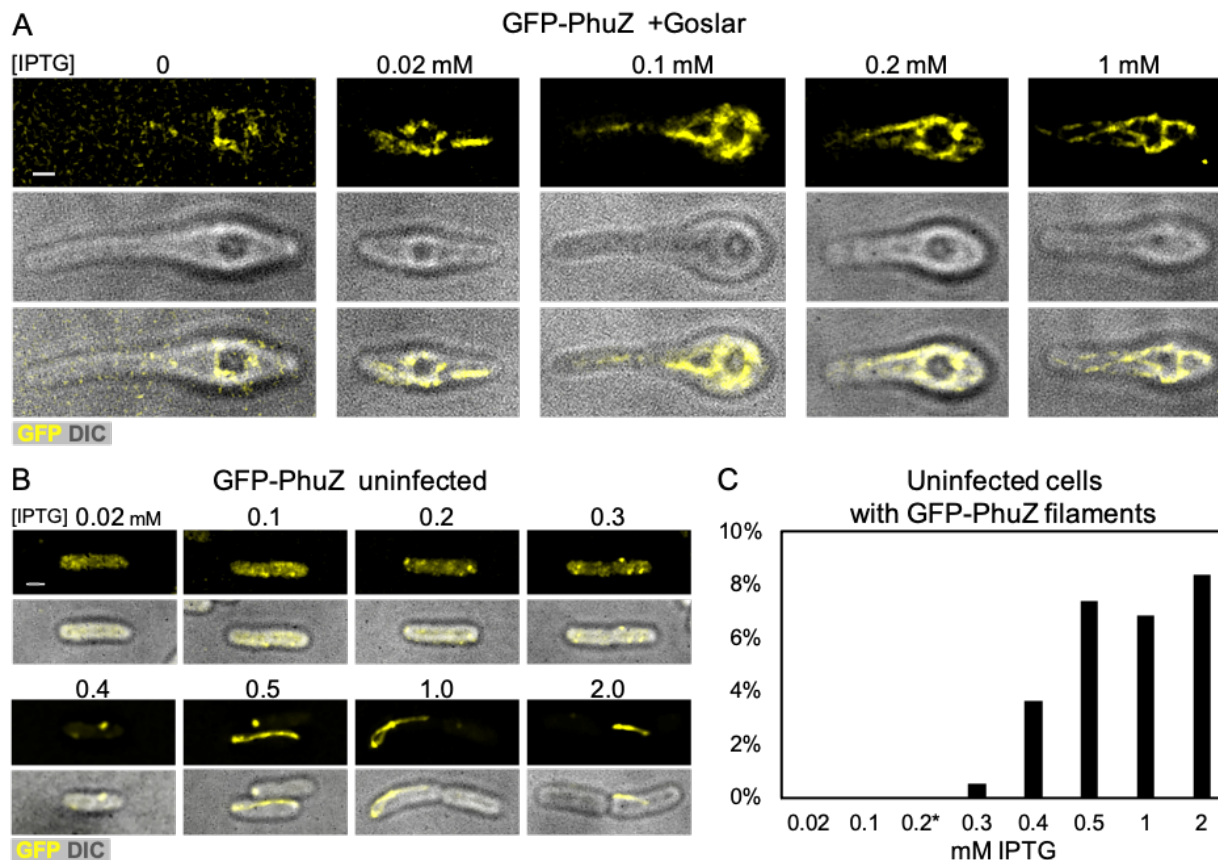 A
GFP-PhuZ +Goslar
[IPTG] 0 0.02 mM 0.1 mM 0.2 mM 1 mM
GFP DIC
B
GFP-PhuZ uninfected
[IPTG] 0.02 mM 0.1 0.2 0.3
0.4 0.5 1.0 2.0
GFP DIC
C
Uninfected cells
with GFP-PhuZ filaments
10%
8%
6%
4%
2%
0%
0.02 0.1 0.2* 0.3 0.4 0.5 1 2
mM IPTG